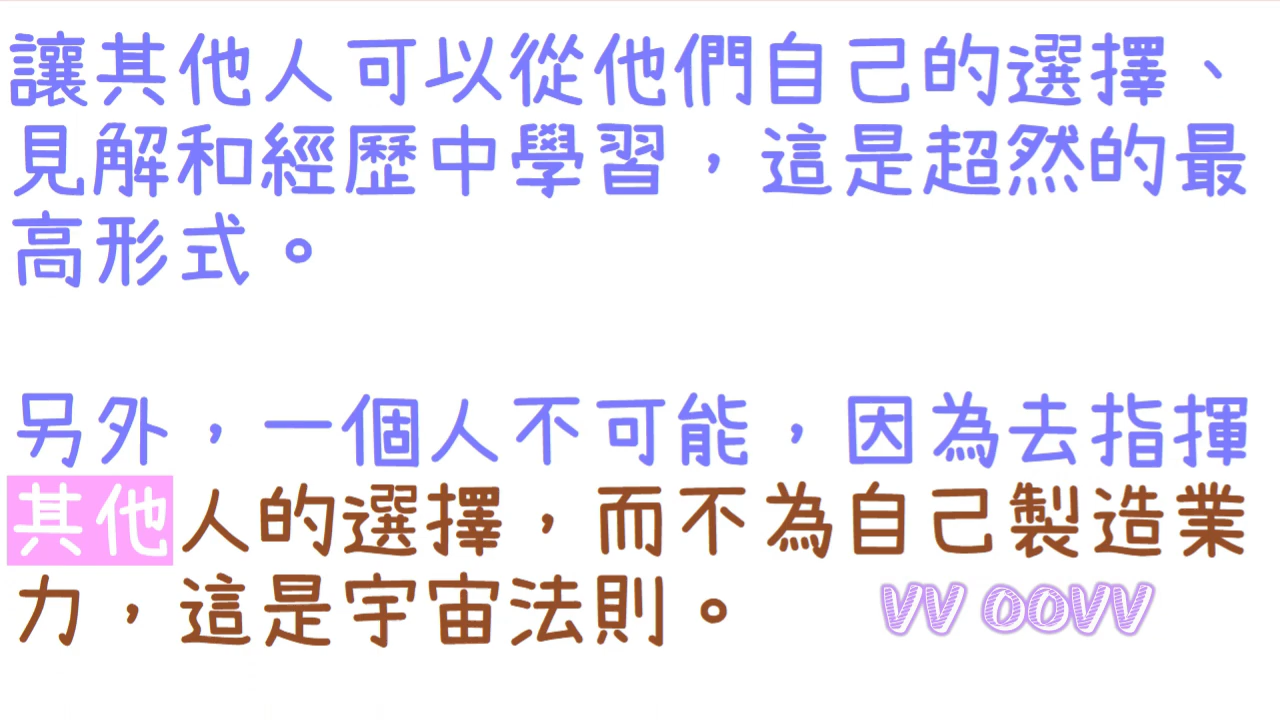 讓其他人可以從他們自己的選擇、
見解和經歷中學習，這是超然的最
高形式。
另外，一個人不可能，因為去指揮
其他人的選擇，而不為自己製造業
力，這是宇宙法則。
VV OOVV